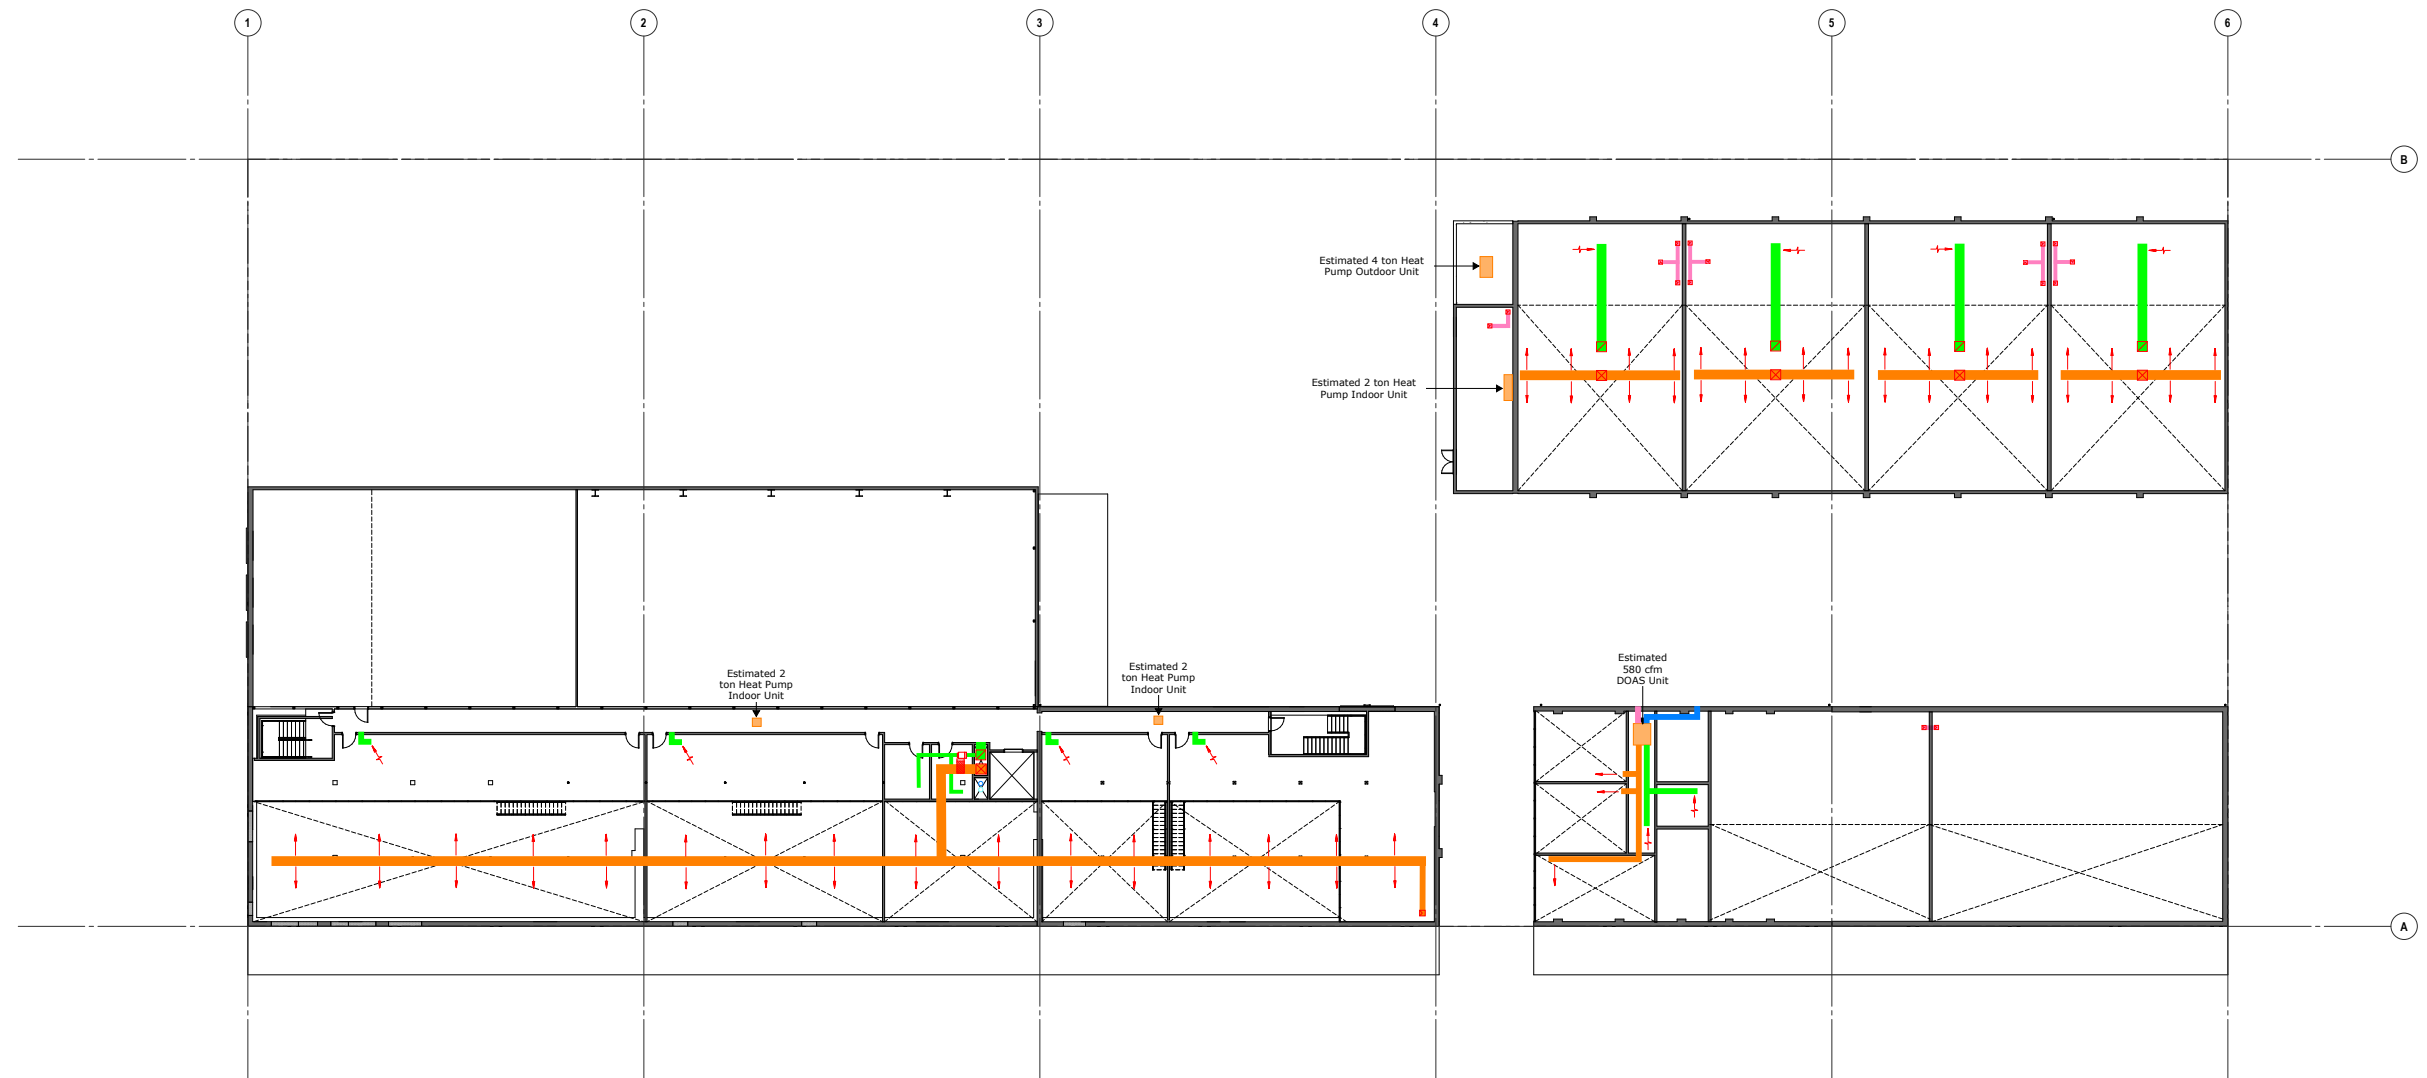 1
2
3
4
5
6
B
Estimated 4 ton Heat
Pump Outdoor Unit
Estimated 2 ton Heat
Pump Indoor Unit
Estimated 2
ton Heat Pump
Indoor Unit
Estimated 2
ton Heat Pump
Indoor Unit
Estimated
580 cfm
DOAS Unit
A